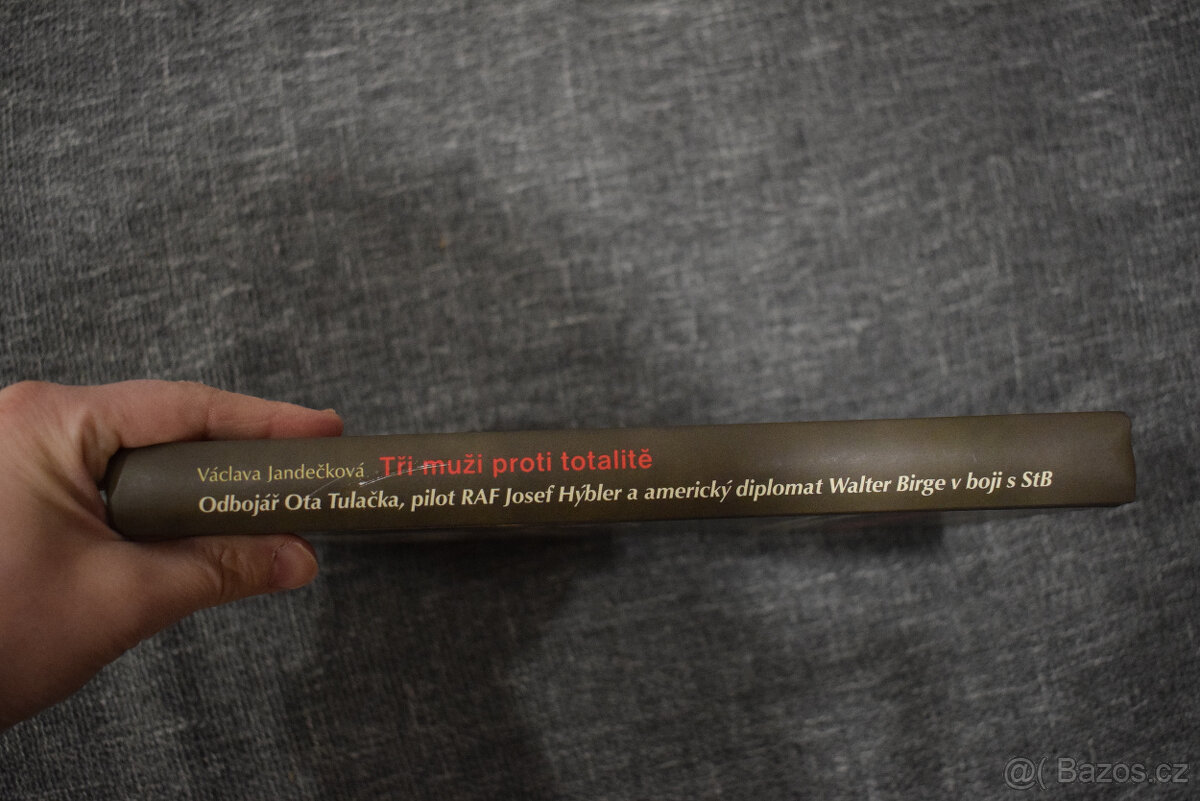 Václava Jandečková Tři muži proti totalitě
Odbojář Ota Tulačka, pilot RAF Josef Hýbler a americký diplomat Walter Birge v boji s StB
@( Bazos.cz